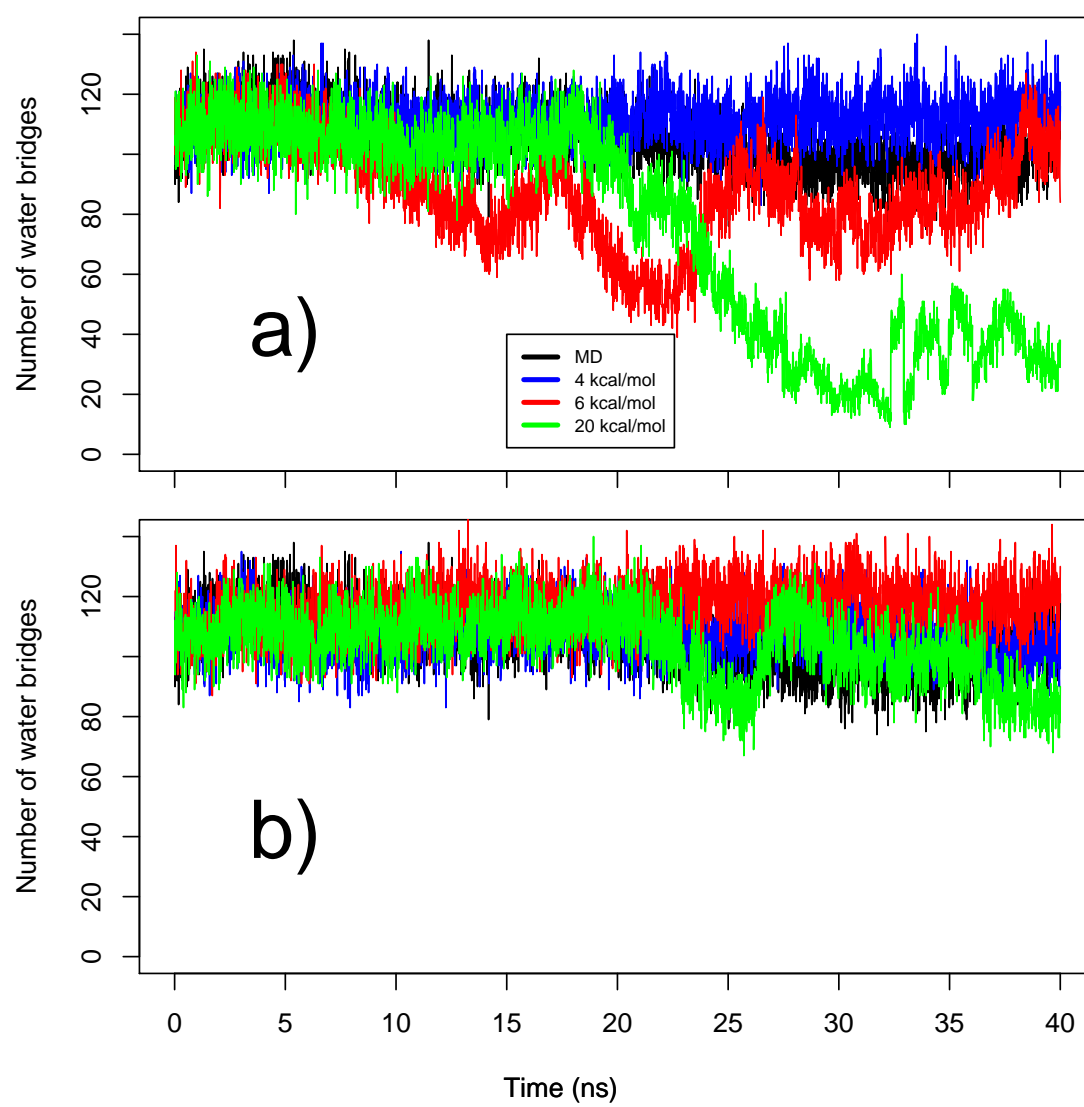 Number of water bridges
0
20
40
60
80
100
120
a)
MD
4 kcal/mol
6 kcal/mol
20 kcal/mol
Number of water bridges
0
20
40
60
80
100
120
b)
0 5 10 15 20 25 30 35 40
Time (ns)